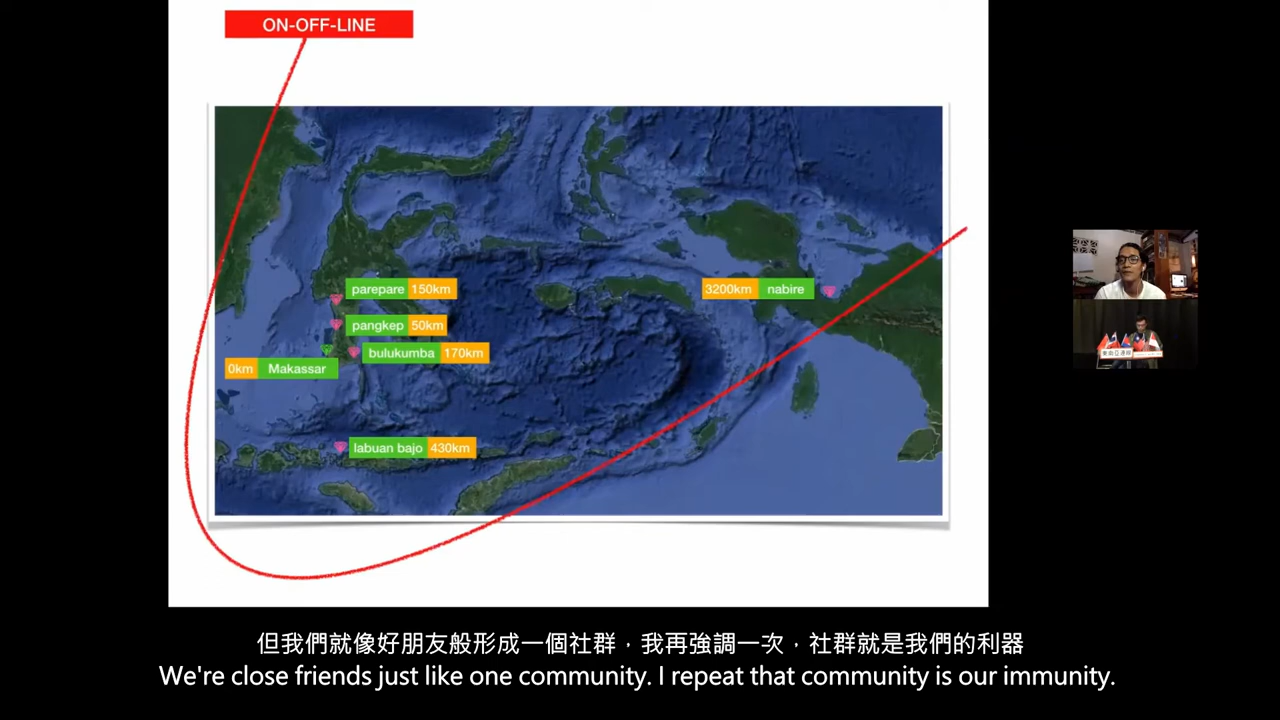 ON-OFF-LINE
parepare 150km
3200km nabire
pangkep 50km
bulukumba 170km
0km Makassar
labuan bajo 430km
但我們就像好朋友般形成一個社群，我再強調一次，社群就是我們的利器
We're close friends just like one community. I repeat that community is our immunity.